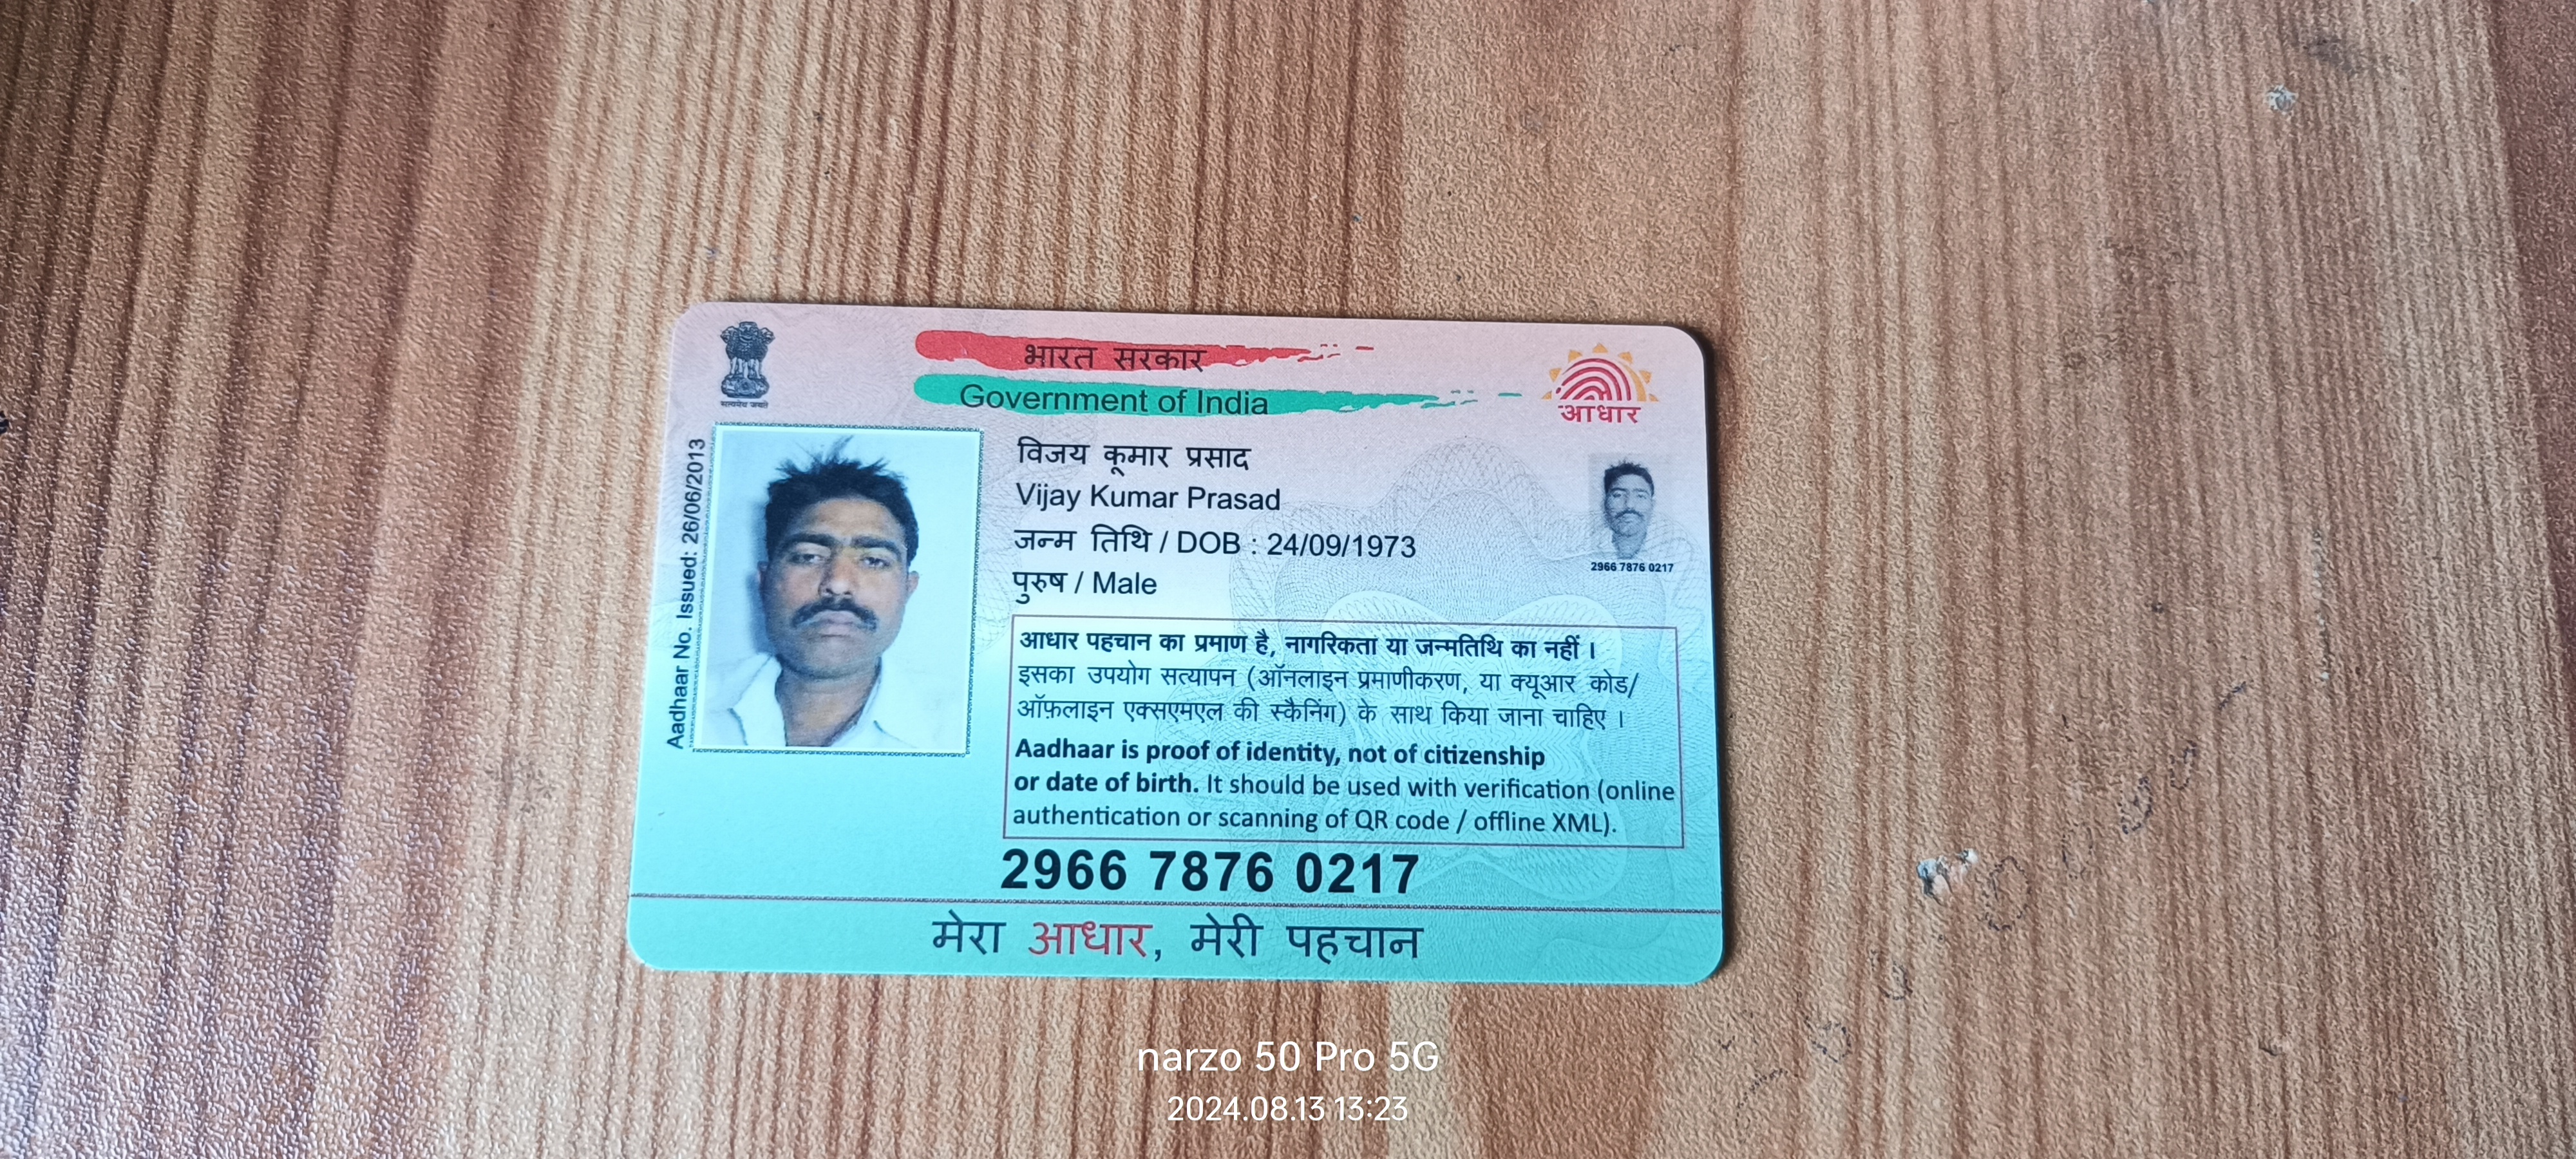 सत्यमेव जयते
भारत सरकार
Government of India
आधार
Aadhaar No. Issued: 26/06/2013
विजय कूमार प्रसाद
Vijay Kumar Prasad
जन्म तिथि / DOB : 24/09/1973
पुरुष / Male
2966 7876 0217
आधार पहचान का प्रमाण है, नागरिकता या जन्मतिथि का नहीं ।
इसका उपयोग सत्यापन (ऑनलाइन प्रमाणीकरण, या क्यूआर कोड/
ऑफ़लाइन एक्सएमएल की स्कैनिंग) के साथ किया जाना चाहिए ।
Aadhaar is proof of identity, not of citizenship
or date of birth. It should be used with verification (online
authentication or scanning of QR code / offline XML).
2966 7876 0217
मेरा आधार, मेरी पहचान
narzo 50 Pro 5G
2024.08.13 13:23